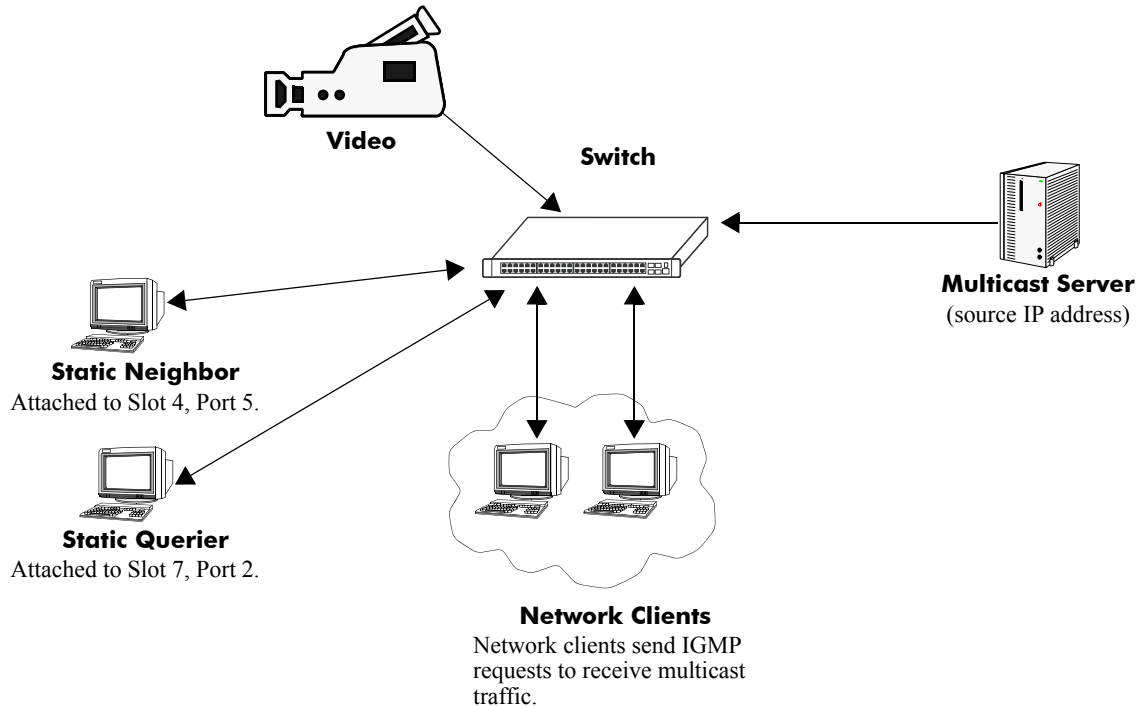 Video
Switch
Multicast Server
(source IP address)
Static Neighbor
Attached to Slot 4, Port 5.
Static Querier
Attached to Slot 7, Port 2.
Network Clients
Network clients send IGMP
requests to receive multicast
traffic.